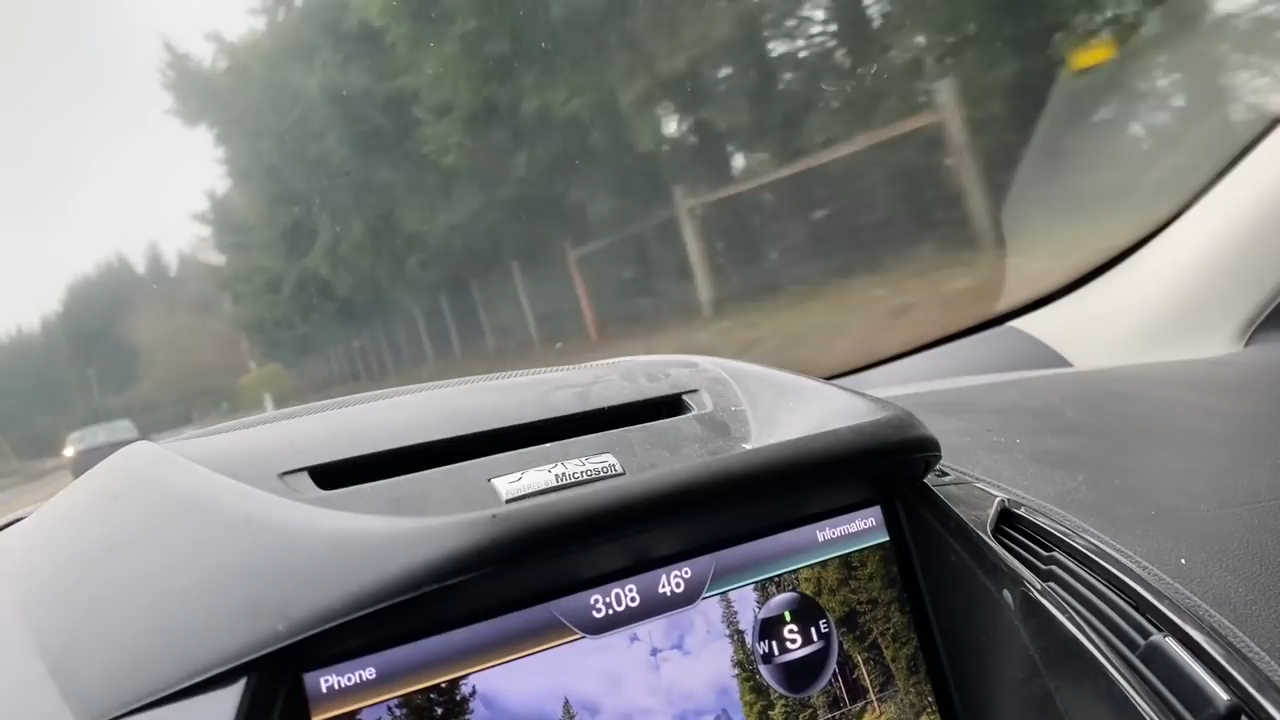 SYNC
POWERED BY Microsoft
Information
3:08 46°
W I S I E
Phone